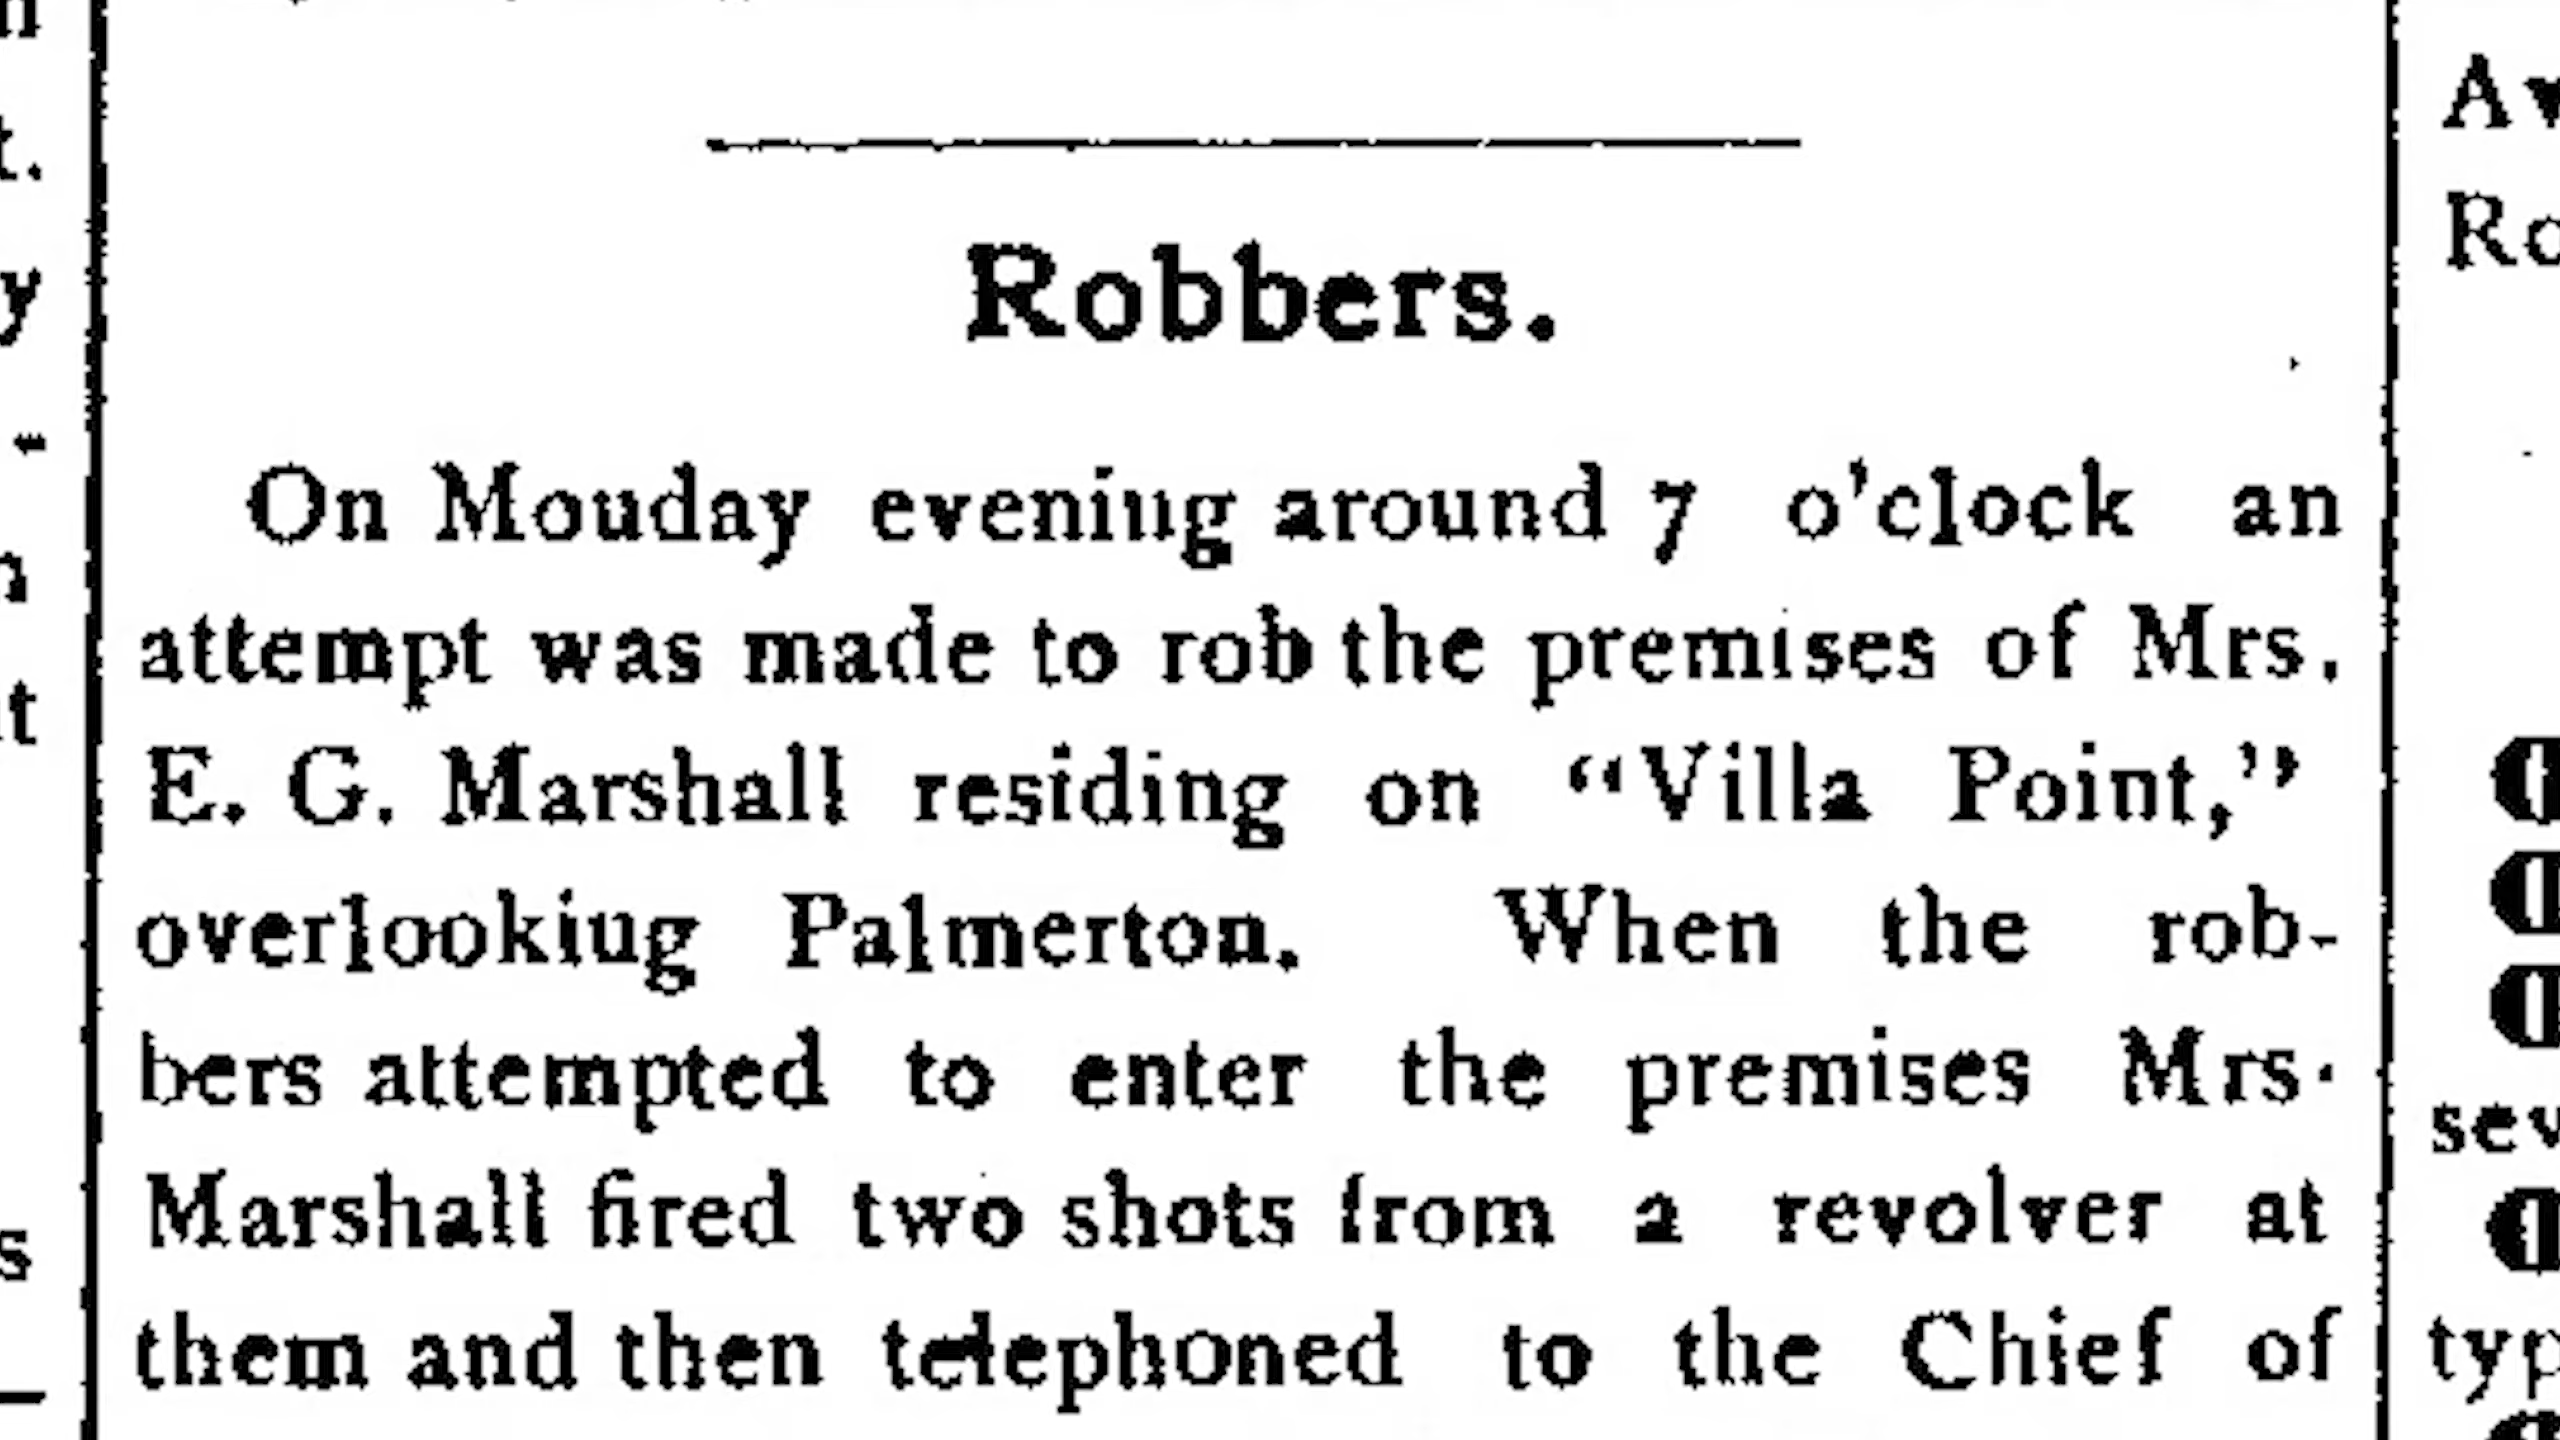 Robbers.
On Mouday eveniug around 7 o'clock an
attempt was made to rob the premises of Mrs.
E. G. Marshall residing on "Villa Point,"
overlookiug Palmerton. When the rob-
bers attempted to enter the premises Mrs.
Marshall fired two shots from a revolver at
them and then telephoned to the Chief of